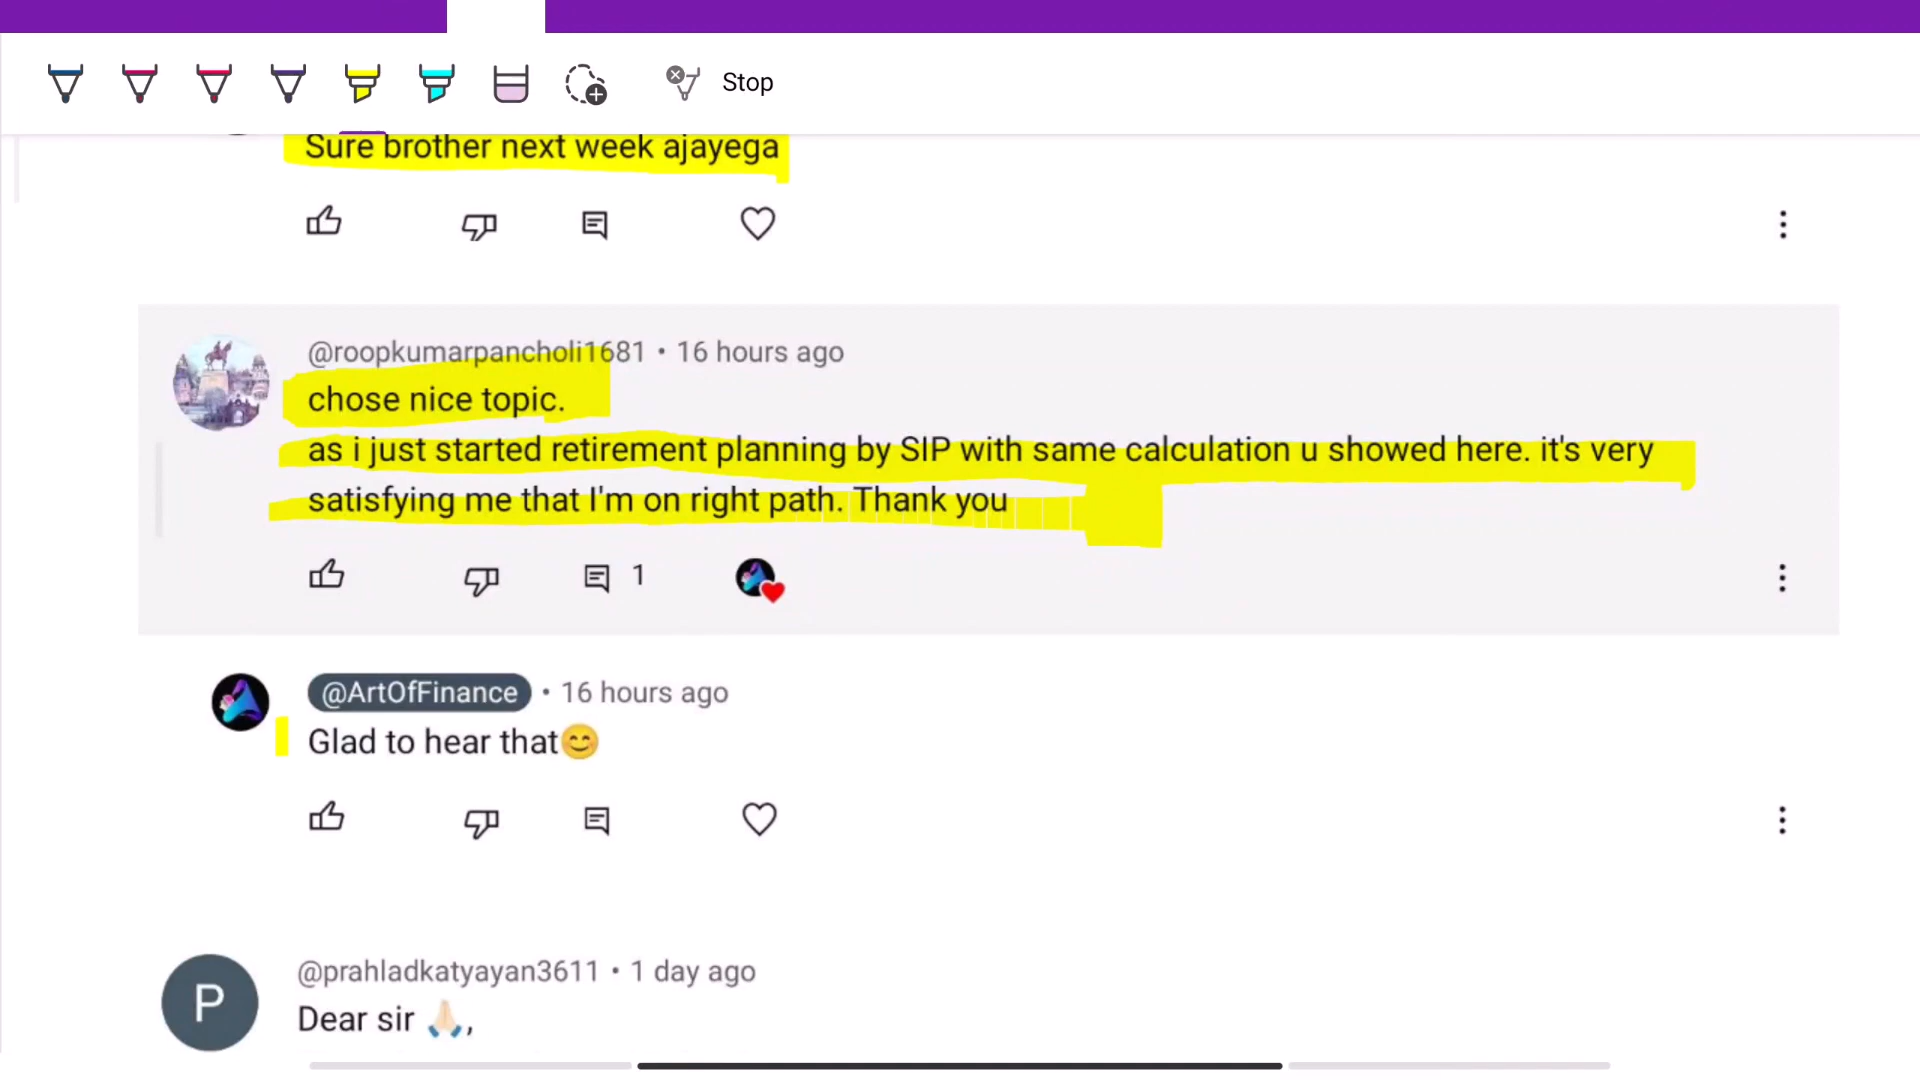 Stop
Sure brother next week ajayega
@roopkumarpancholi1681 • 16 hours ago
chose nice topic.
as i just started retirement planning by SIP with same calculation u showed here. it's very
satisfying me that I'm on right path. Thank you
1
@ArtOfFinance • 16 hours ago
Glad to hear that😊
P
@prahladkatyayan3611 • 1 day ago
Dear sir 🙏🏻,